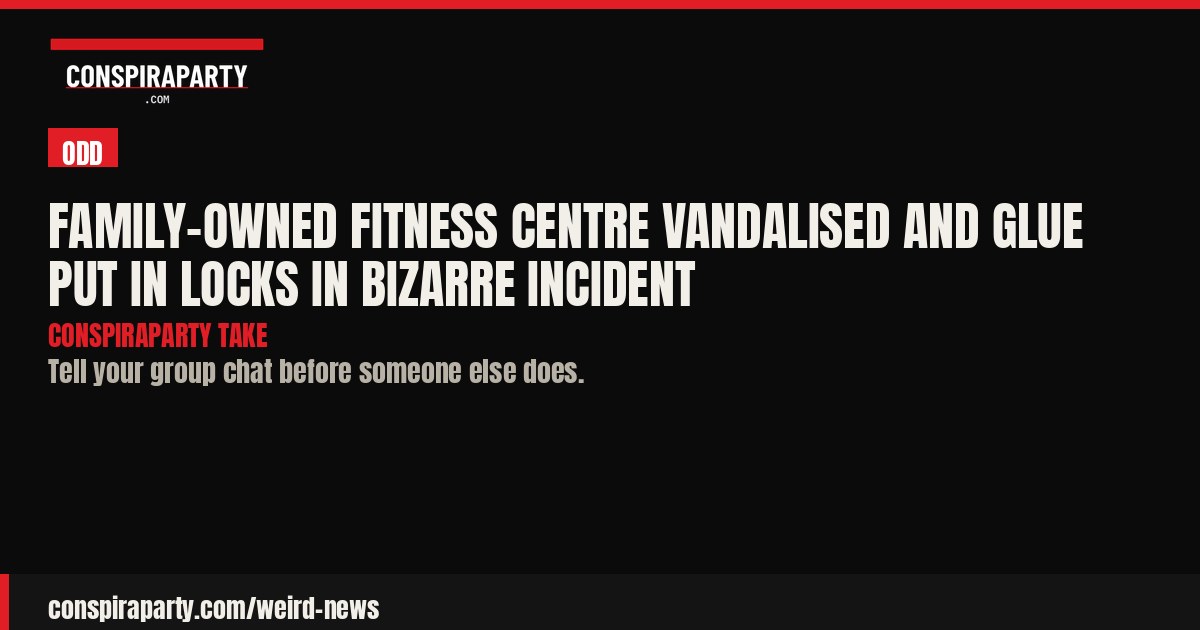 CONSPIRAPARTY
.COM
ODD
FAMILY-OWNED FITNESS CENTRE VANDALISED AND GLUE
PUT IN LOCKS IN BIZARRE INCIDENT
CONSPIRAPARTY TAKE
Tell your group chat before someone else does.
conspiraparty.com/weird-news